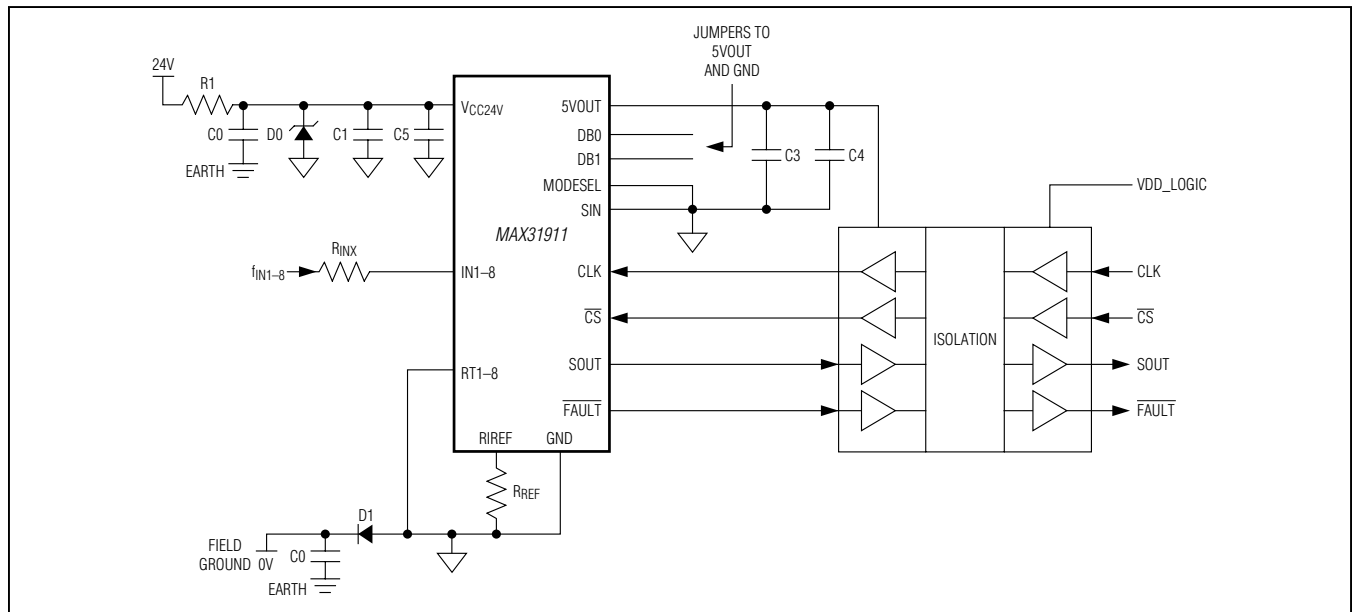 JUMPERS TO
5VOUT
AND GND
24V
R1
VCC24V
5VOUT
C0
D0
C1
C5
DB0
DB1
C3
C4
EARTH
MODESEL
SIN
VDD_LOGIC
MAX31911
fIN1–8
RINX
IN1–8
CLK
CLK
CS
CS
ISOLATION
RT1–8
SOUT
SOUT
FAULT
FAULT
RIREF
GND
RREF
D1
FIELD
GROUND
0V
C0
EARTH